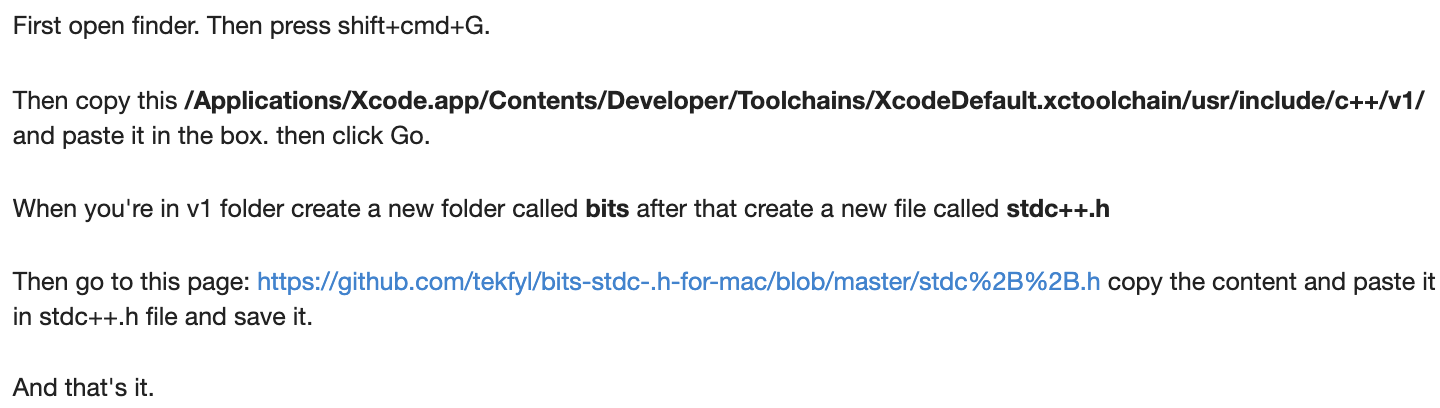 First open finder. Then press shift+cmd+G.
Then copy this /Applications/Xcode.app/Contents/Developer/Toolchains/XcodeDefault.xctoolchain/usr/include/c++/v1/
and paste it in the box. then click Go.
When you're in v1 folder create a new folder called bits after that create a new file called stdc++.h
Then go to this page: https://github.com/tekfyl/bits-stdc-.h-for-mac/blob/master/stdc%2B%2B.h copy the content and paste it
in stdc++.h file and save it.
And that's it.